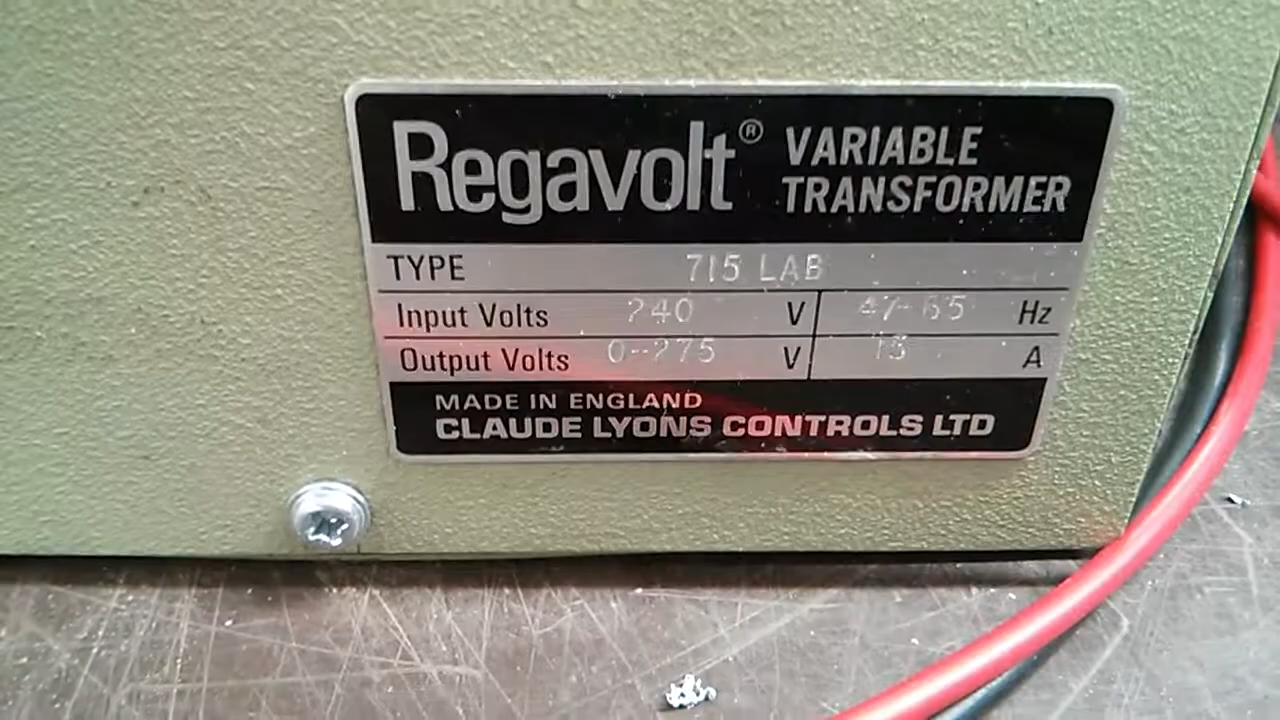 Regavolt® VARIABLE TRANSFORMER
TYPE 715 LAB
Input Volts 240 V 47-65 Hz
Output Volts 0-275 V 15 A
MADE IN ENGLAND
CLAUDE LYONS CONTROLS LTD